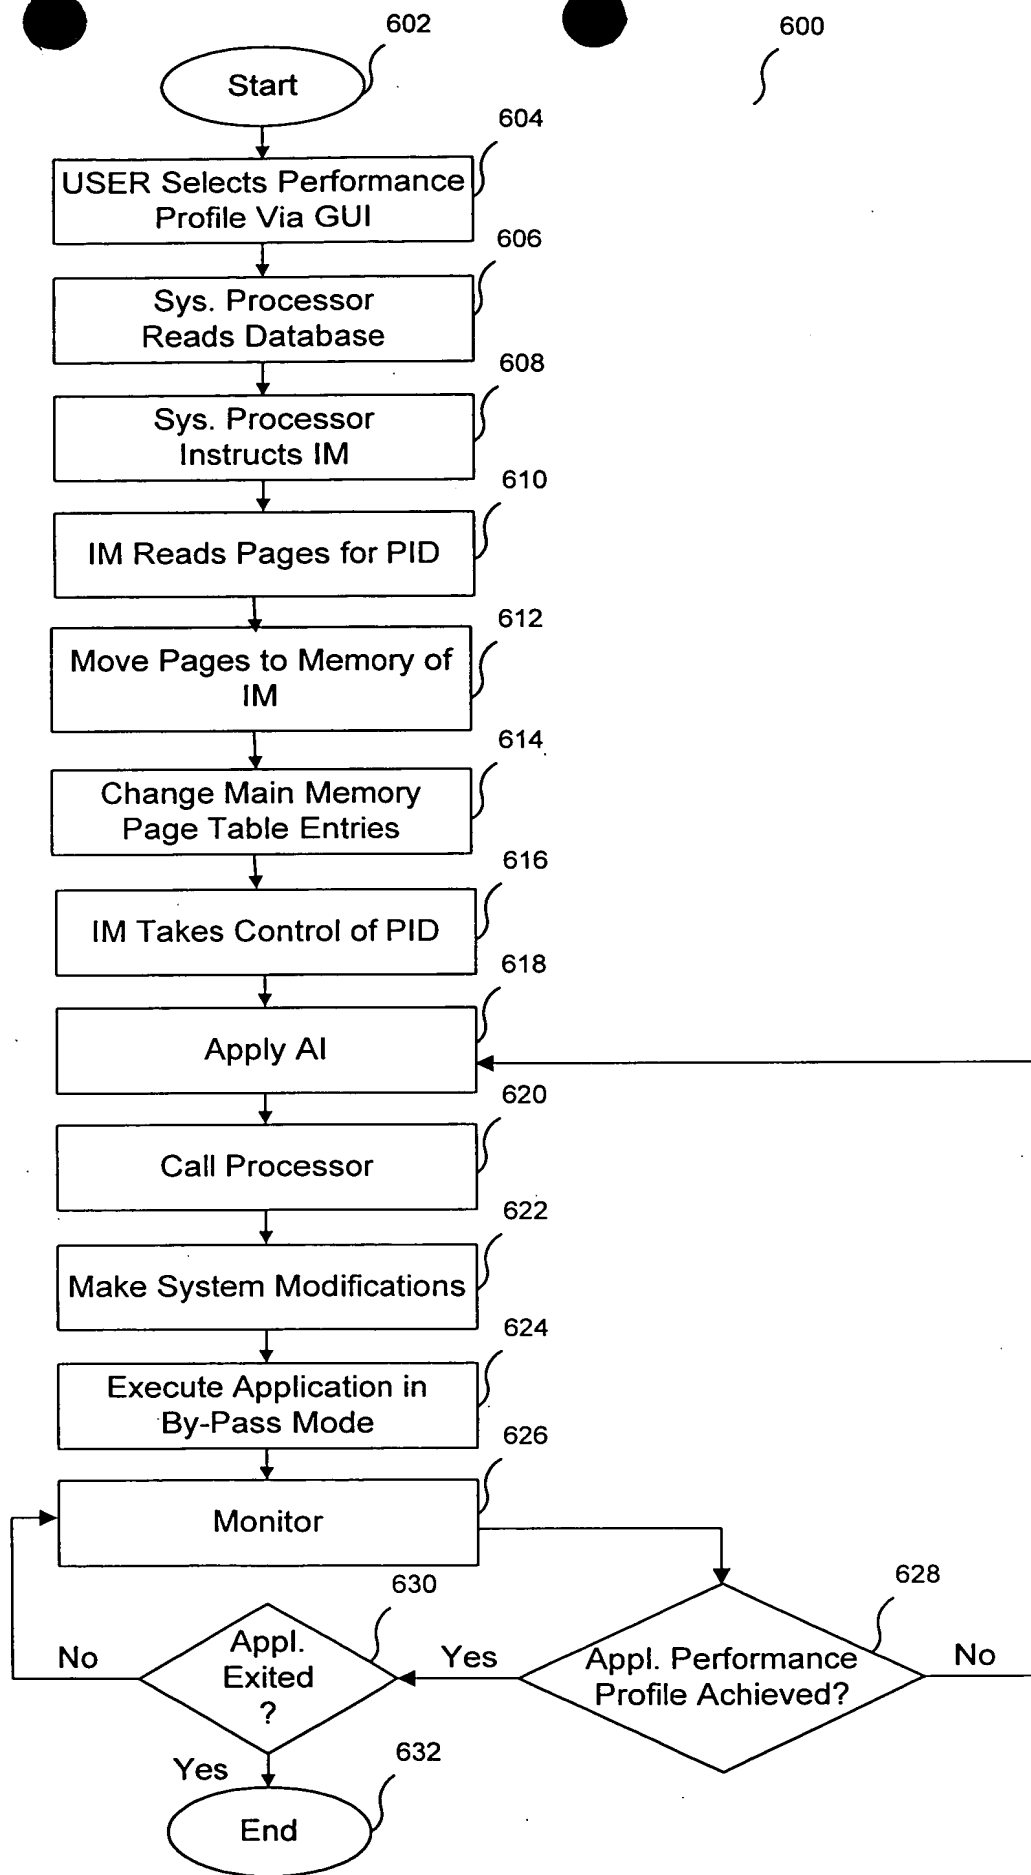 602
600
Start
604
USER Selects Performance
Profile Via GUI
606
Sys. Processor
Reads Database
608
Sys. Processor
Instructs IM
610
IM Reads Pages for PID
612
Move Pages to Memory of
IM
614
Change Main Memory
Page Table Entries
616
IM Takes Control of PID
618
Apply AI
620
Call Processor
622
Make System Modifications
624
Execute Application in
By-Pass Mode
626
Monitor
628
Appl. Performance
Profile Achieved?
No
Yes
630
Appl.
Exited
?
No
Yes
632
End